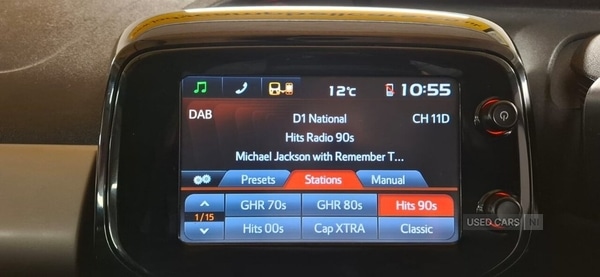 12°C 10:55
DAB D1 National CH 11D
Hits Radio 90s
Michael Jackson with Remember T...
Presets Stations Manual
GHR 70s GHR 80s Hits 90s
1/15
Hits 00s Cap XTRA Classic
USED CARS NI